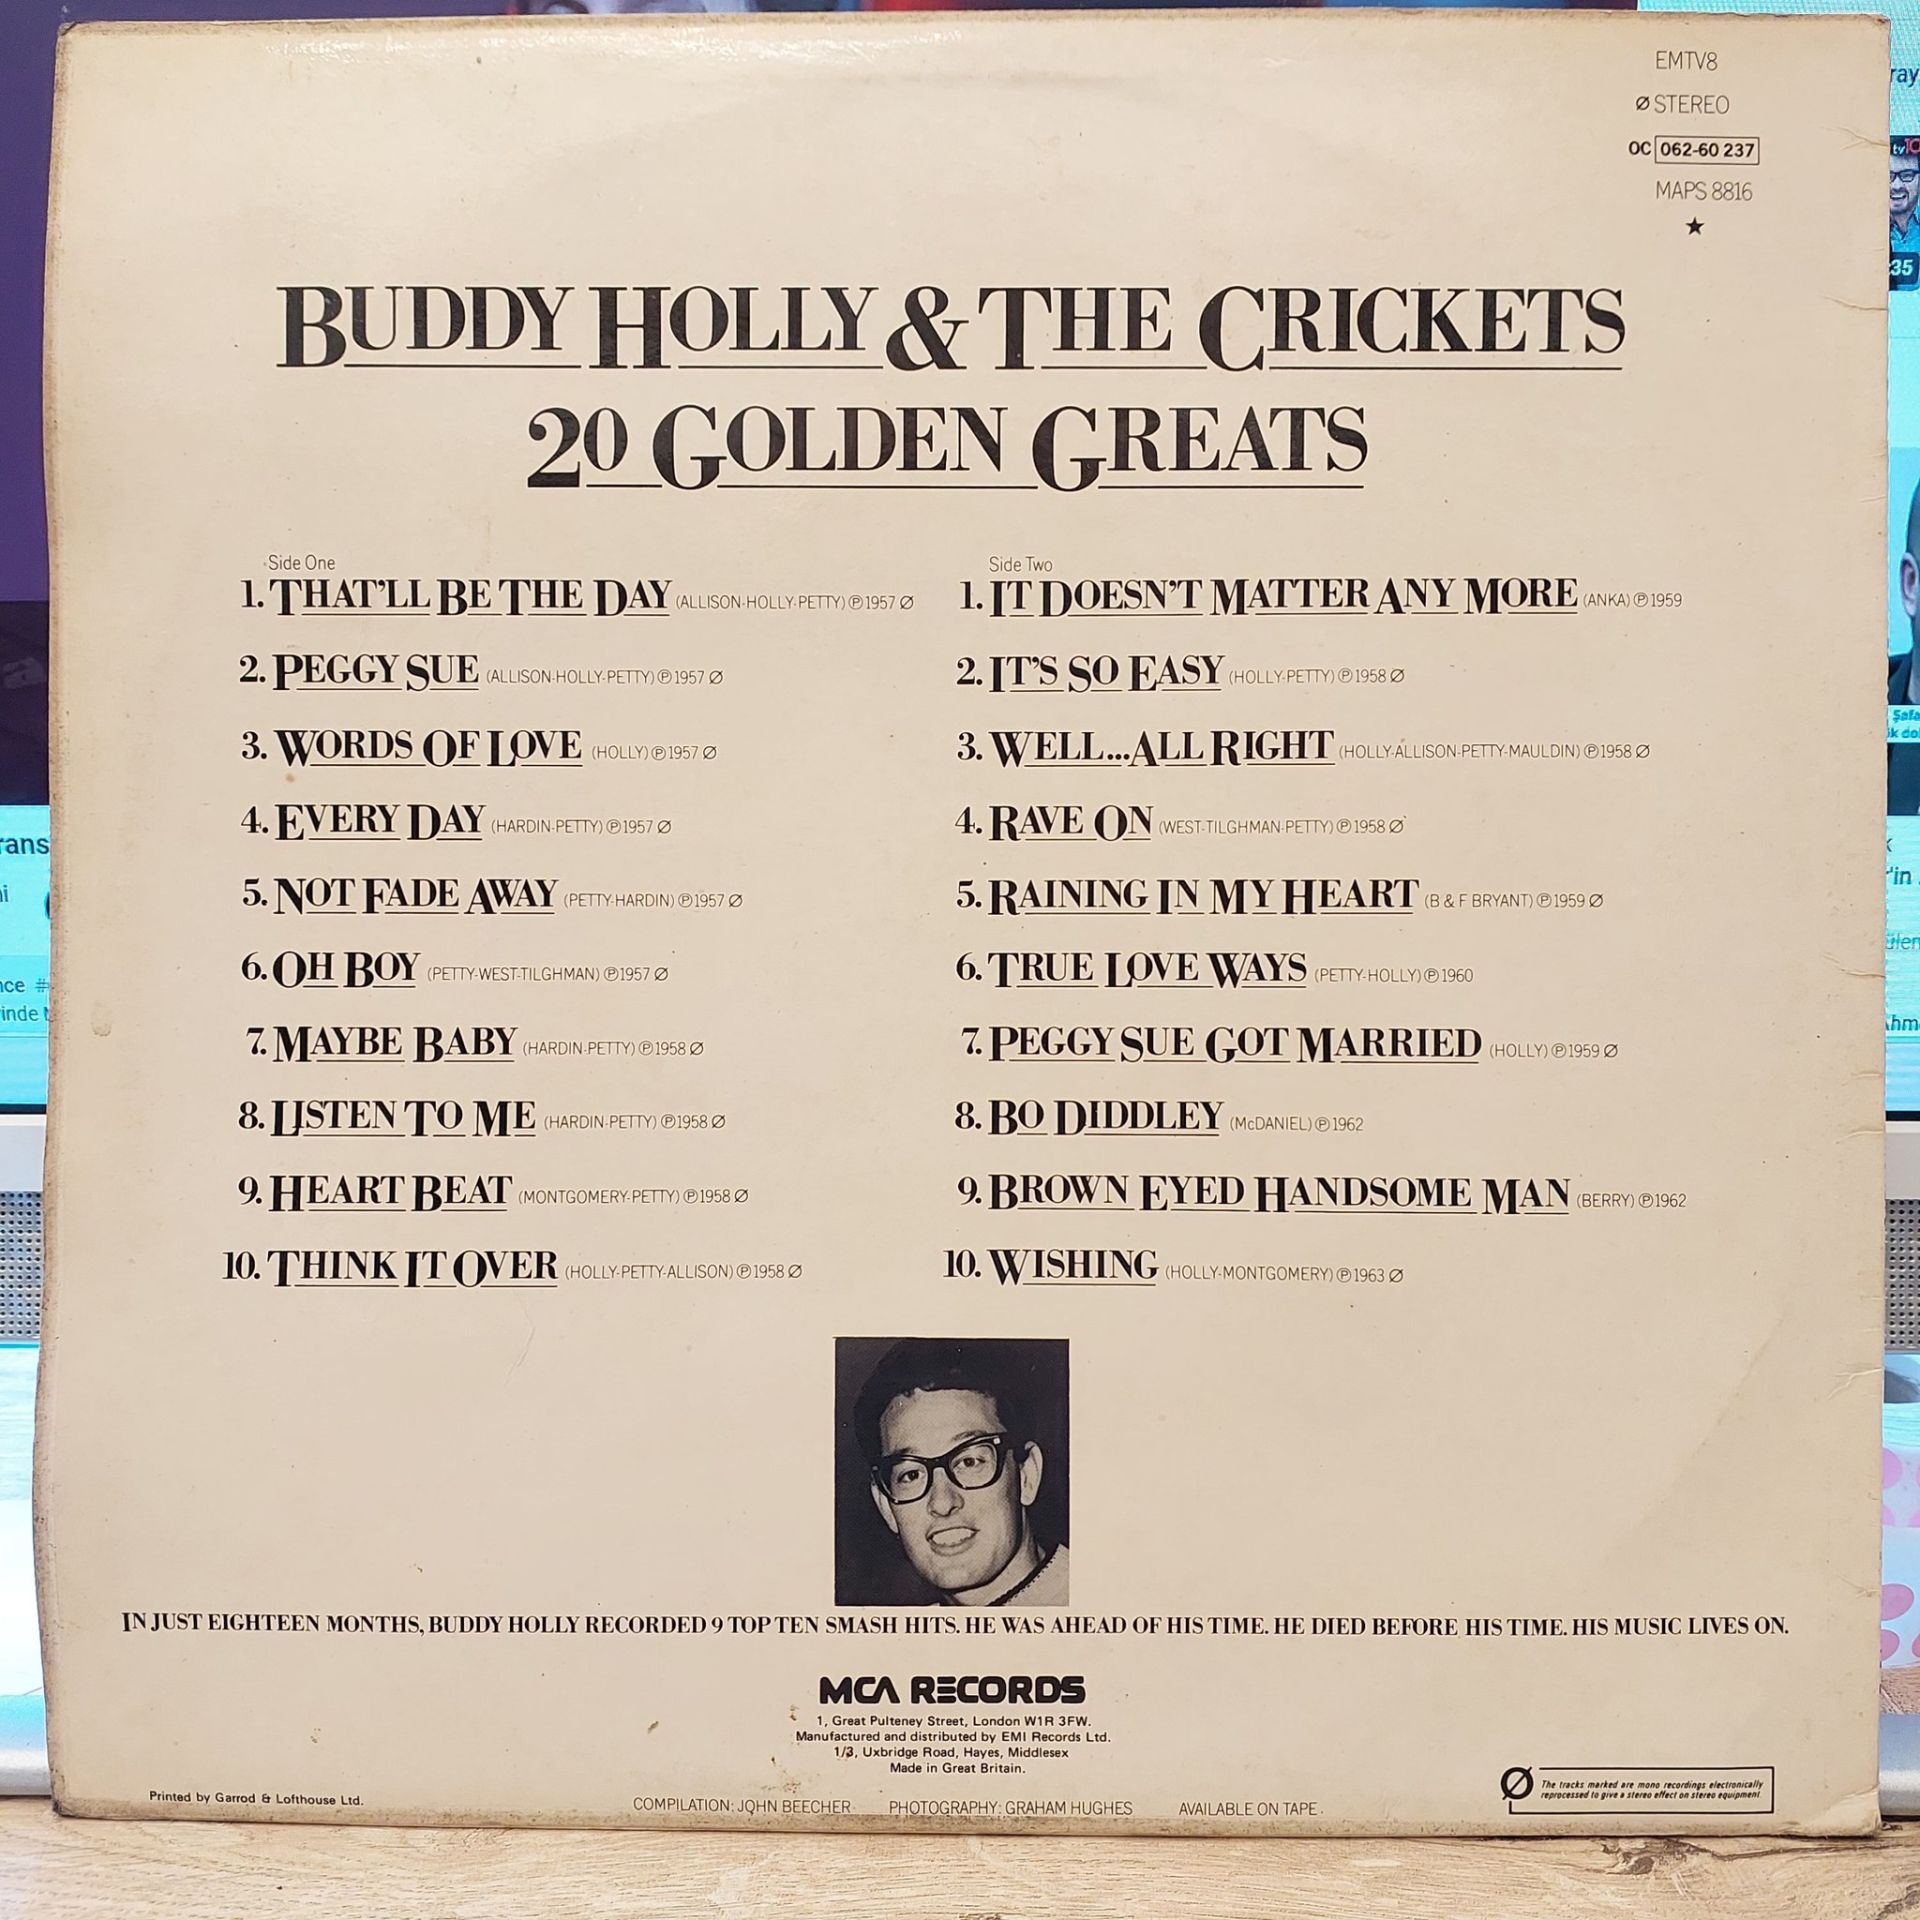 EMTV8
Ø STEREO
OC 062-60 237
MAPS 8816
★
BUDDY HOLLY & THE CRICKETS
20 GOLDEN GREATS
Side One
1. THAT'LL BE THE DAY (ALLISON-HOLLY-PETTY) ℗ 1957 Ø
2. PEGGY SUE (ALLISON-HOLLY-PETTY) ℗ 1957 Ø
3. WORDS OF LOVE (HOLLY) ℗ 1957 Ø
4. EVERY DAY (HARDIN-PETTY) ℗ 1957 Ø
5. NOT FADE AWAY (PETTY-HARDIN) ℗ 1957 Ø
6. OH BOY (PETTY-WEST-TILGHMAN) ℗ 1957 Ø
7. MAYBE BABY (HARDIN-PETTY) ℗ 1958 Ø
8. LISTEN TO ME (HARDIN-PETTY) ℗ 1958 Ø
9. HEART BEAT (MONTGOMERY-PETTY) ℗ 1958 Ø
10. THINK IT OVER (HOLLY-PETTY-ALLISON) ℗ 1958 Ø
Side Two
1. IT DOESN'T MATTER ANY MORE (ANKA) ℗ 1959
2. IT'S SO EASY (HOLLY-PETTY) ℗ 1958 Ø
3. WELL...ALL RIGHT (HOLLY-ALLISON-PETTY-MAULDIN) ℗ 1958 Ø
4. RAVE ON (WEST-TILGHMAN-PETTY) ℗ 1958 Ø
5. RAINING IN MY HEART (B & F BRYANT) ℗ 1959 Ø
6. TRUE LOVE WAYS (PETTY-HOLLY) ℗ 1960
7. PEGGY SUE GOT MARRIED (HOLLY) ℗ 1959 Ø
8. BO DIDDLEY (McDANIEL) ℗ 1962
9. BROWN EYED HANDSOME MAN (BERRY) ℗ 1962
10. WISHING (HOLLY-MONTGOMERY) ℗ 1963 Ø
IN JUST EIGHTEEN MONTHS, BUDDY HOLLY RECORDED 9 TOP TEN SMASH HITS. HE WAS AHEAD OF HIS TIME. HE DIED BEFORE HIS TIME. HIS MUSIC LIVES ON.
MCA RECORDS
1, Great Pulteney Street, London W1R 3FW.
Manufactured and distributed by EMI Records Ltd.
1/3, Uxbridge Road, Hayes, Middlesex
Made in Great Britain.
Printed by Garrod & Lofthouse Ltd.
COMPILATION: JOHN BEECHER PHOTOGRAPHY: GRAHAM HUGHES AVAILABLE ON TAPE.
Ø The tracks marked are mono recordings electronically
reprocessed to give a stereo effect on stereo equipment.